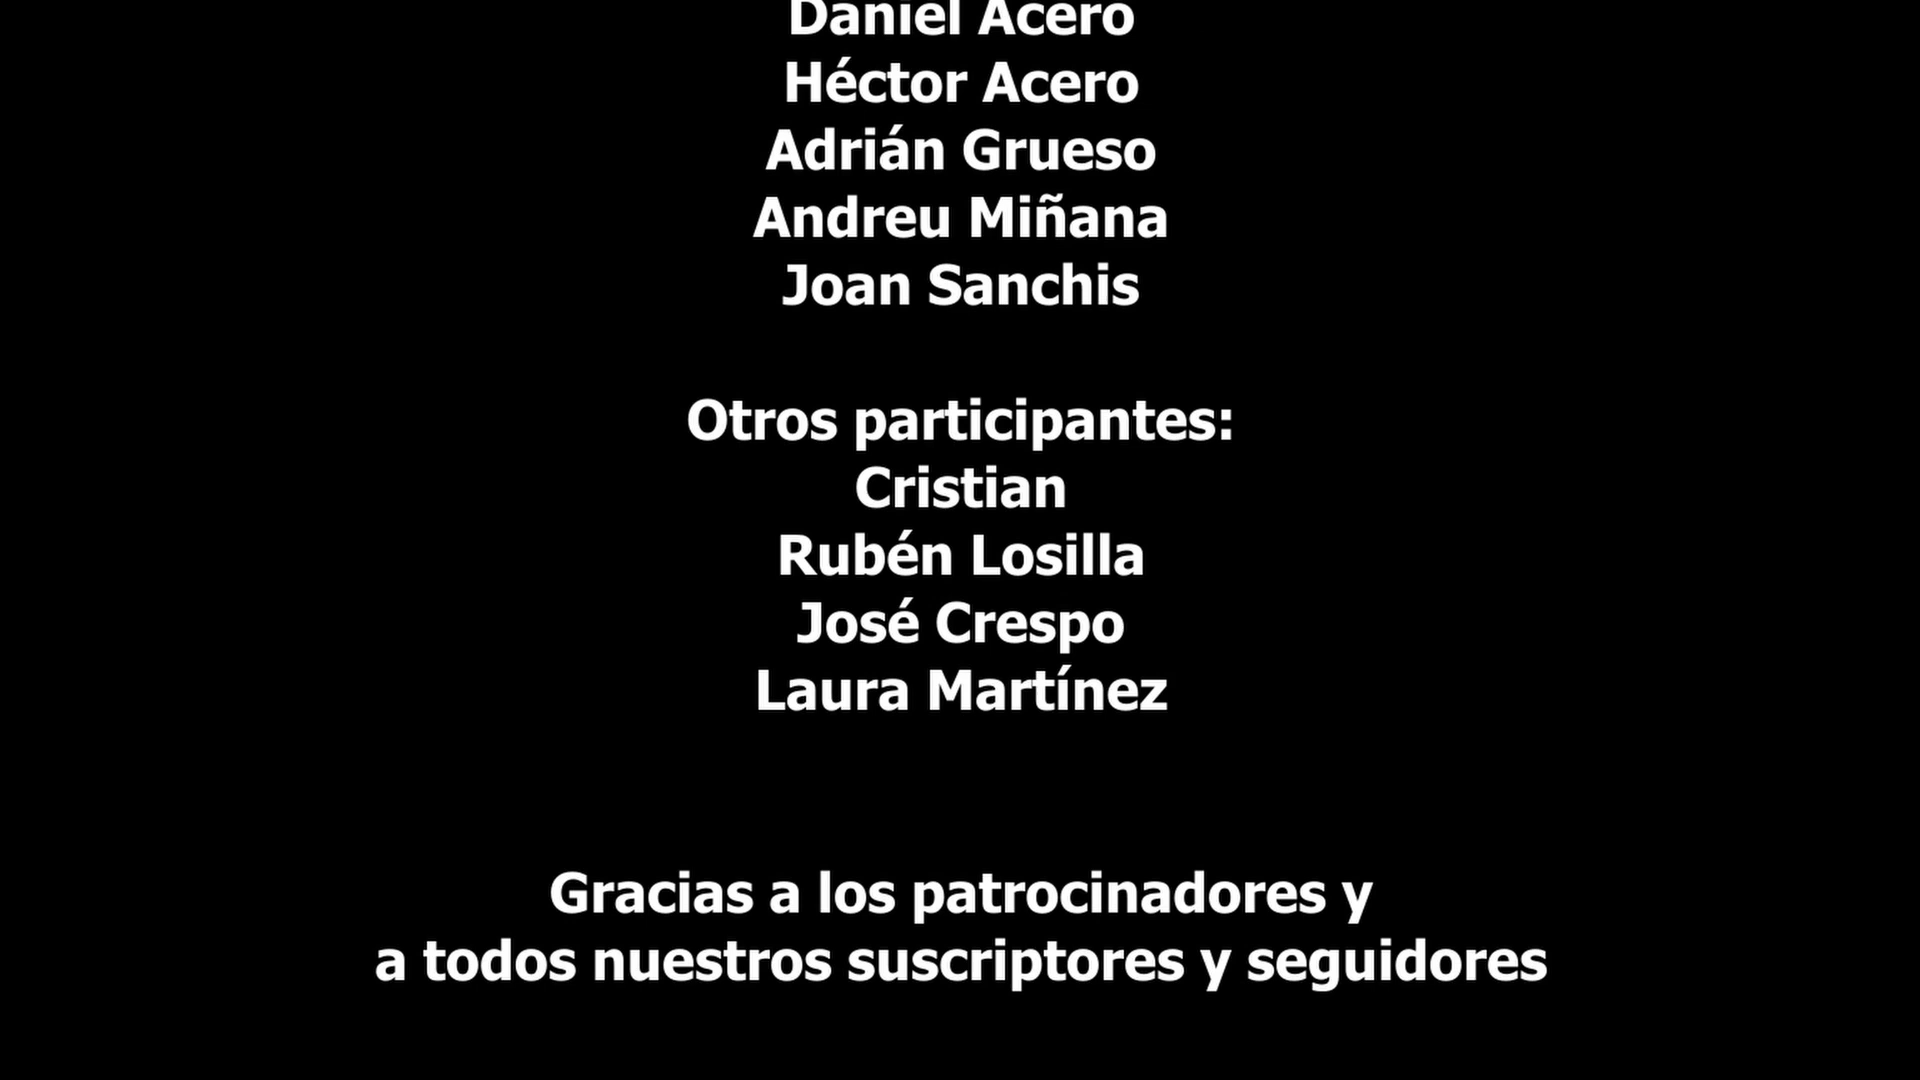 Daniel Acero
Héctor Acero
Adrián Grueso
Andreu Miñana
Joan Sanchis
Otros participantes:
Cristian
Rubén Losilla
José Crespo
Laura Martínez
Gracias a los patrocinadores y
a todos nuestros suscriptores y seguidores